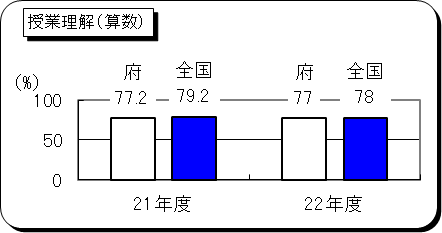 授業理解(算数)
府 全国 府 全国
(%)
100 77.2 79.2 77 78
50
0
21年度 22年度